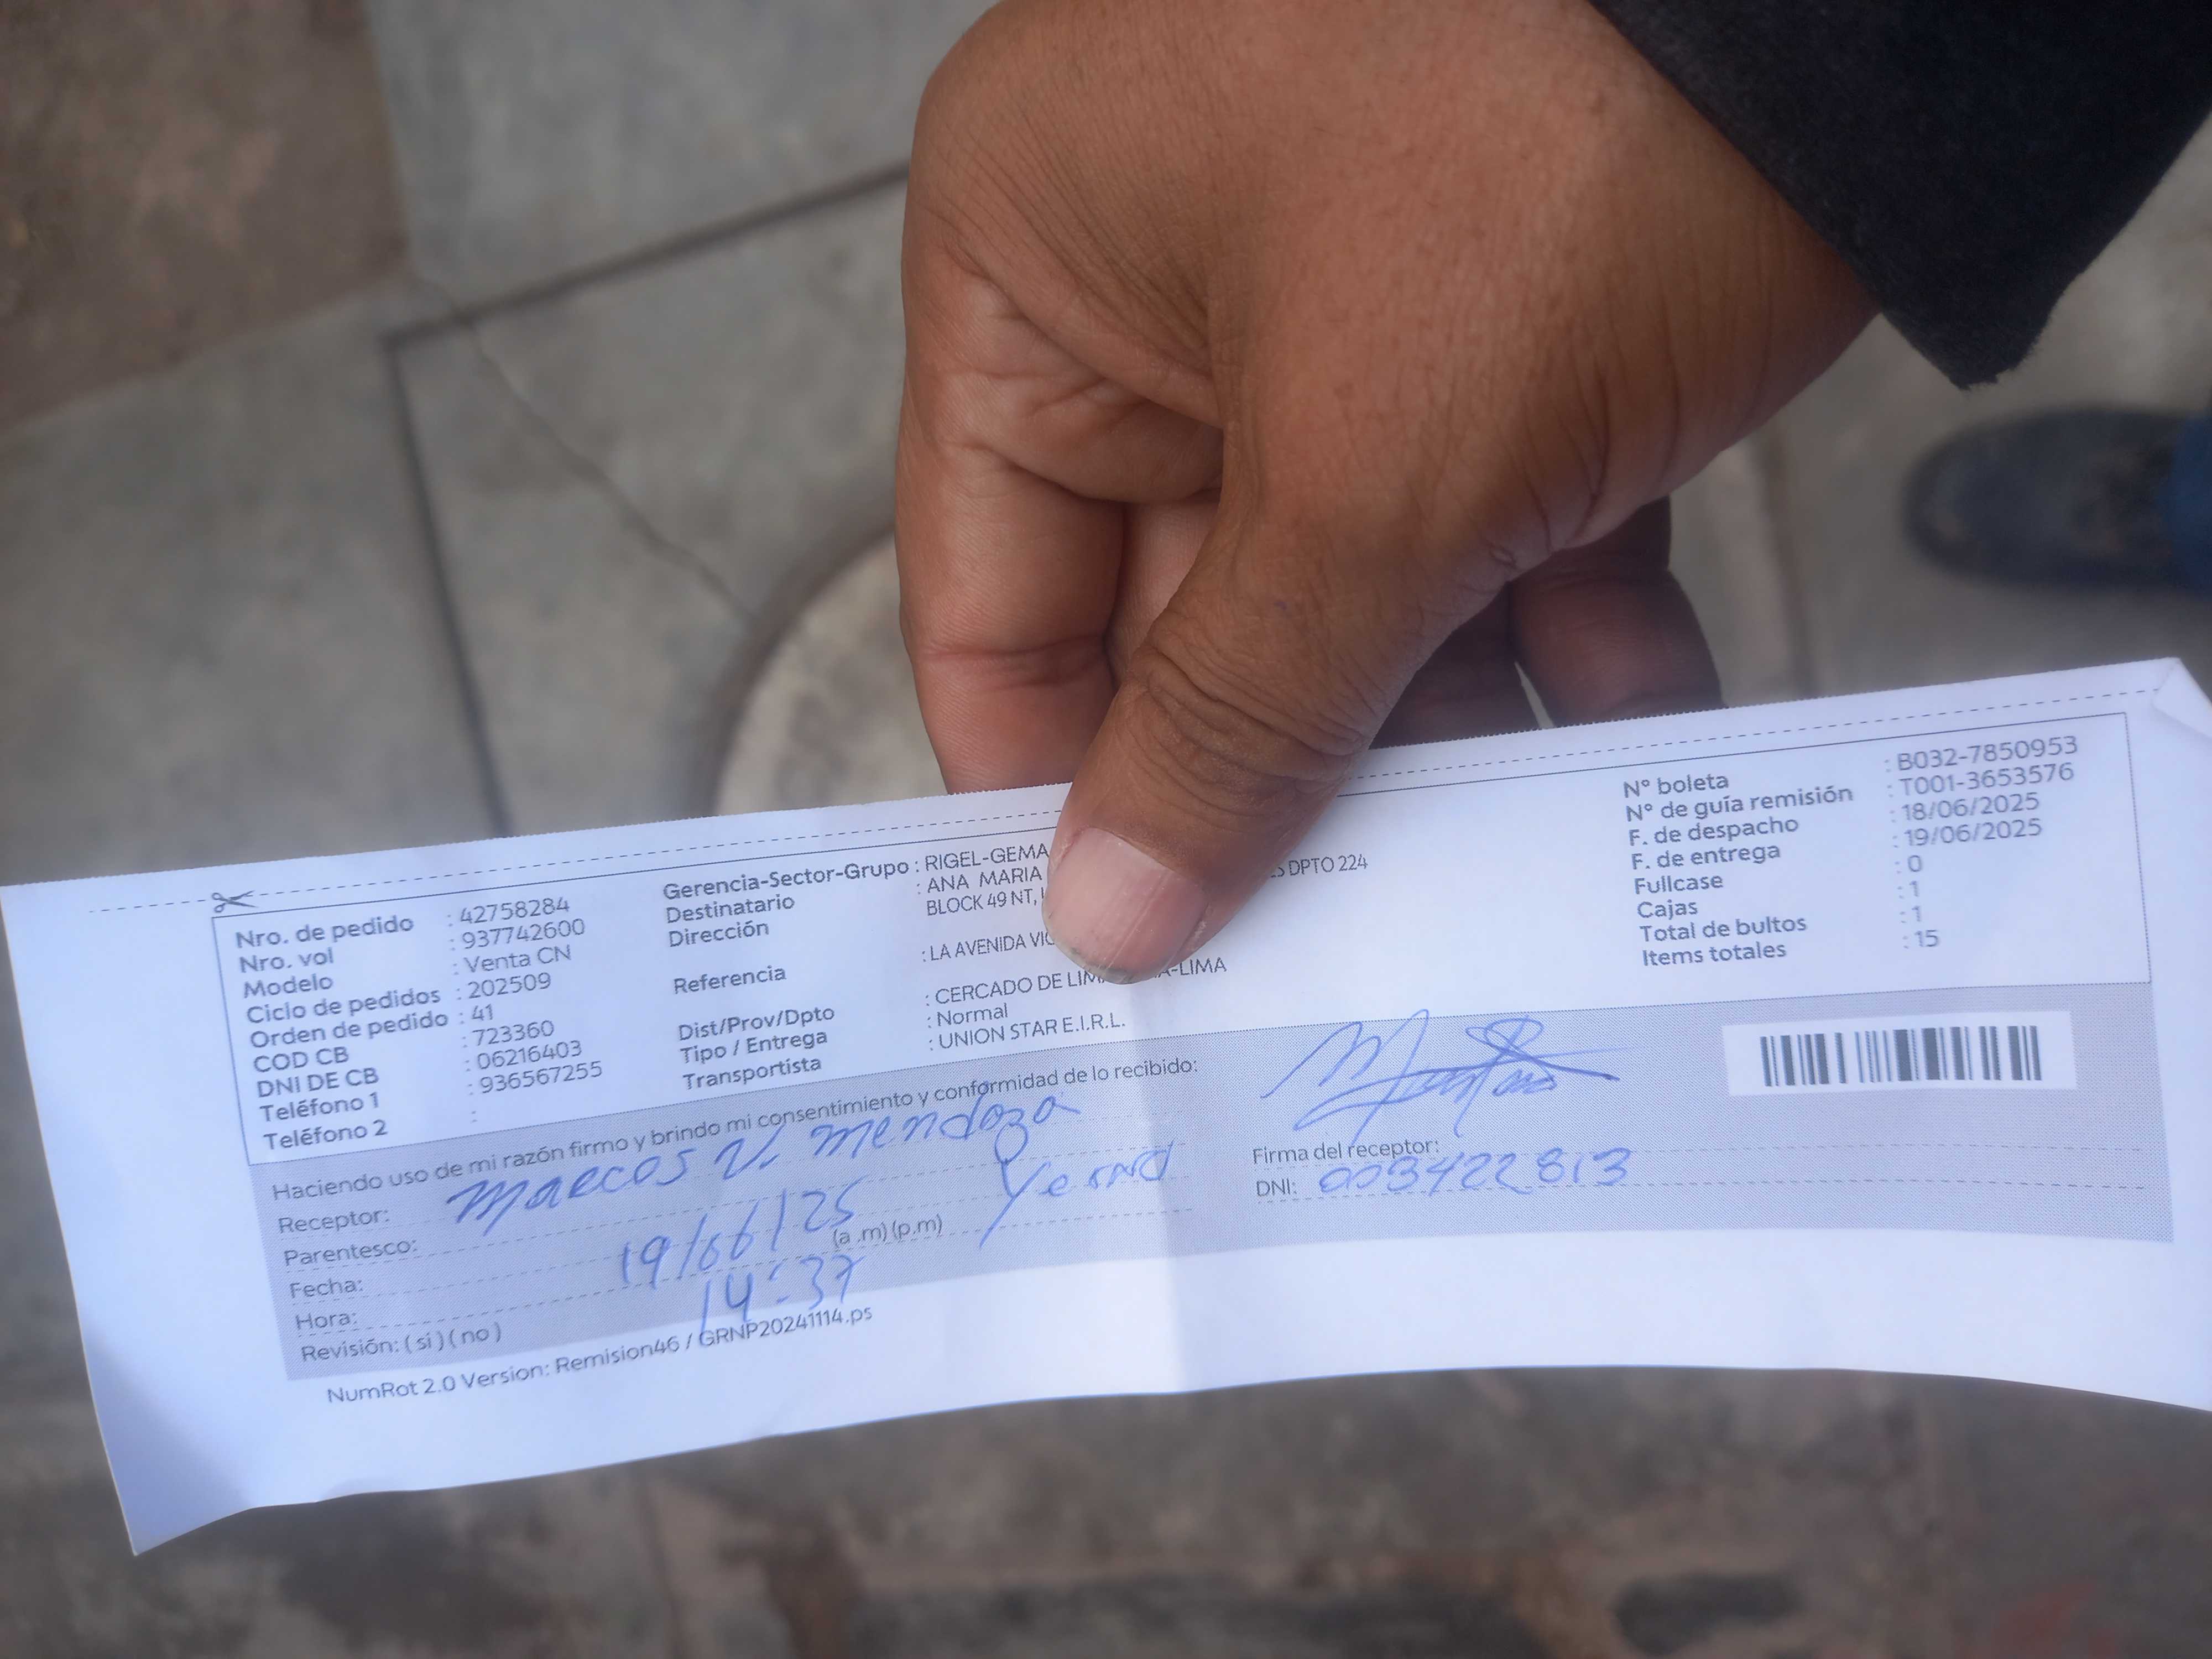 Nro. de pedido : 42758284
Nro. vol : 937742600
Modelo : Venta CN
Ciclo de pedidos : 202509
Orden de pedido : 41
COD CB : 723360
DNI DE CB : 06216403
Teléfono 1 : 936567255
Teléfono 2 :
Gerencia-Sector-Grupo : RIGEL-GEMA
Destinatario : ANA MARIA
Dirección BLOCK 49 NT, DPTO 224
Referencia : LA AVENIDA
Dist/Prov/Dpto : CERCADO DE -LIMA
Tipo / Entrega : Normal
Transportista : UNION STAR E.I.R.L.
Nº boleta : B032-7850953
Nº de guía remisión : T001-3653576
F. de despacho : 18/06/2025
F. de entrega : 19/06/2025
Fullcase : 0
Cajas : 1
Total de bultos : 1
Items totales : 15
Haciendo uso de mi razón firmo y brindo mi consentimiento y conformidad de lo recibido:
Receptor: Marcos V. Mendoza
Parentesco: Yerno
Fecha: 19/06/25
Hora: 14:37 (a .m) (p.m)
Revisión: ( si ) ( no )
Firma del receptor:
DNI: 003422813
NumRot 2.0 Version: Remision46 / GRNP20241114.ps